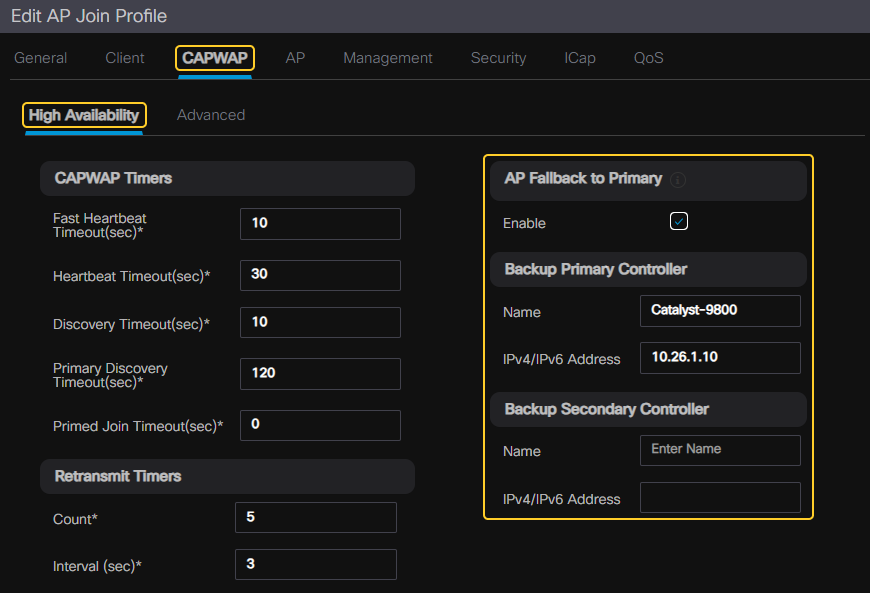 Edit AP Join Profile
General Client CAPWAP AP Management Security ICap QoS
High Availability Advanced
CAPWAP Timers
Fast Heartbeat
Timeout(sec)* 10
Heartbeat Timeout(sec)* 30
Discovery Timeout(sec)* 10
Primary Discovery
Timeout(sec)* 120
Primed Join Timeout(sec)* 0
Retransmit Timers
Count* 5
Interval (sec)* 3
AP Fallback to Primary
Enable
Backup Primary Controller
Name Catalyst-9800
IPv4/IPv6 Address 10.26.1.10
Backup Secondary Controller
Name Enter Name
IPv4/IPv6 Address